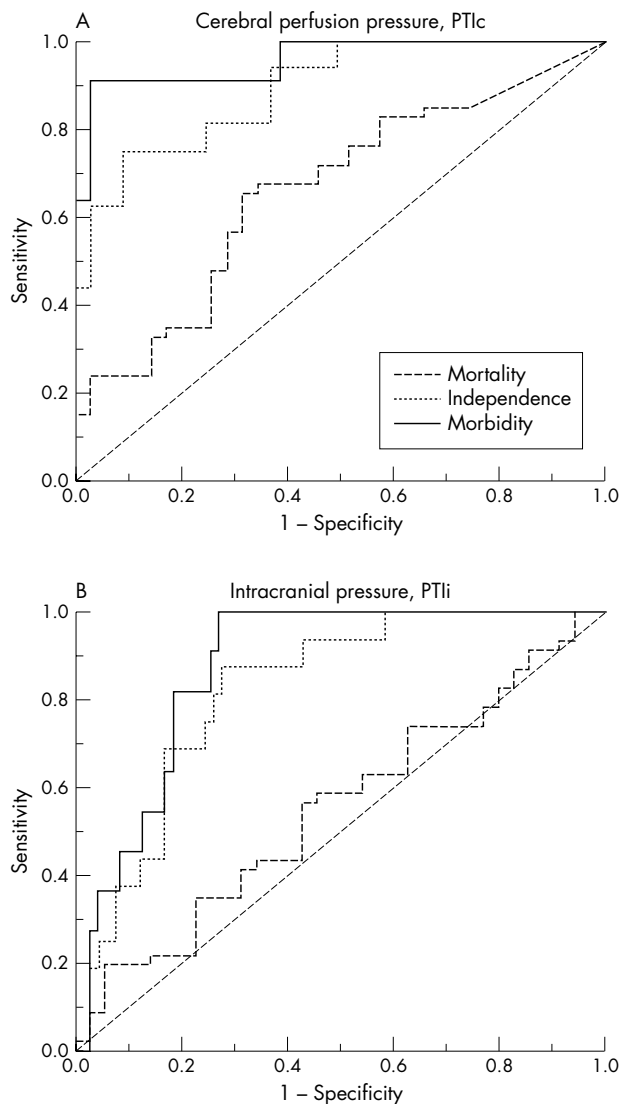 A
Cerebral perfusion pressure, PTIc
1.0
0.8
0.6
0.4
0.2
0.0
Sensitivity
Mortality
Independence
Morbidity
0.0 0.2 0.4 0.6 0.8 1.0
1 – Specificity
B
Intracranial pressure, PTIi
1.0
0.8
0.6
0.4
0.2
0.0
Sensitivity
0.0 0.2 0.4 0.6 0.8 1.0
1 – Specificity